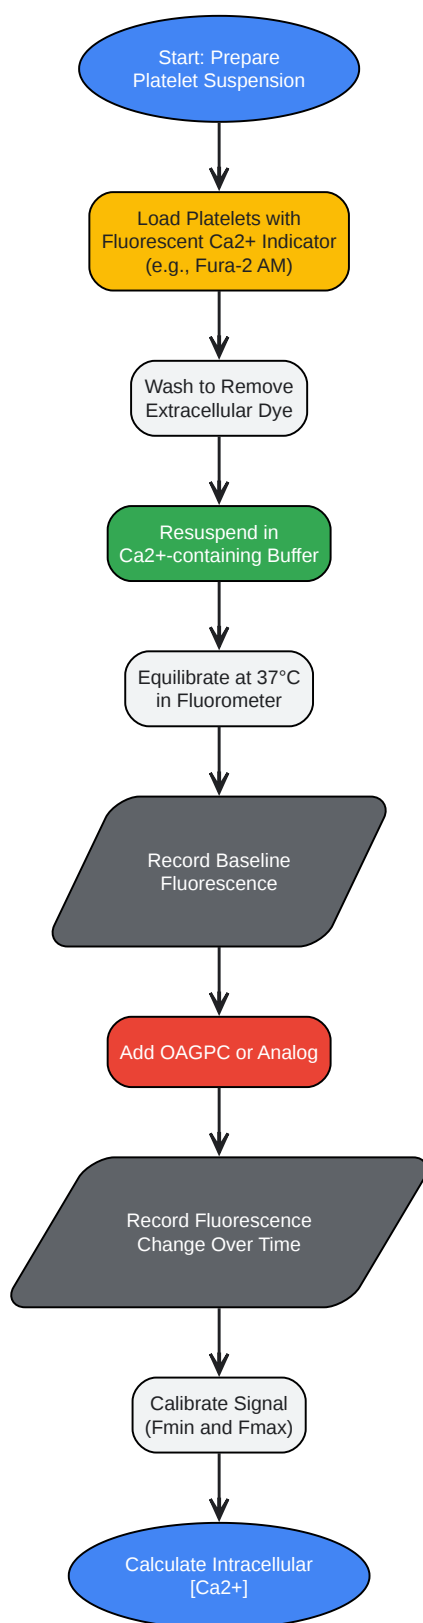 Start: Prepare
Platelet Suspension
Load Platelets with
Fluorescent Ca2+ Indicator
(e.g., Fura-2 AM)
Wash to Remove
Extracellular Dye
Resuspend in
Ca2+-containing Buffer
Equilibrate at 37°C
in Fluorometer
Record Baseline
Fluorescence
Add OAGPC or Analog
Record Fluorescence
Change Over Time
Calibrate Signal
(Fmin and Fmax)
Calculate Intracellular
[Ca2+]